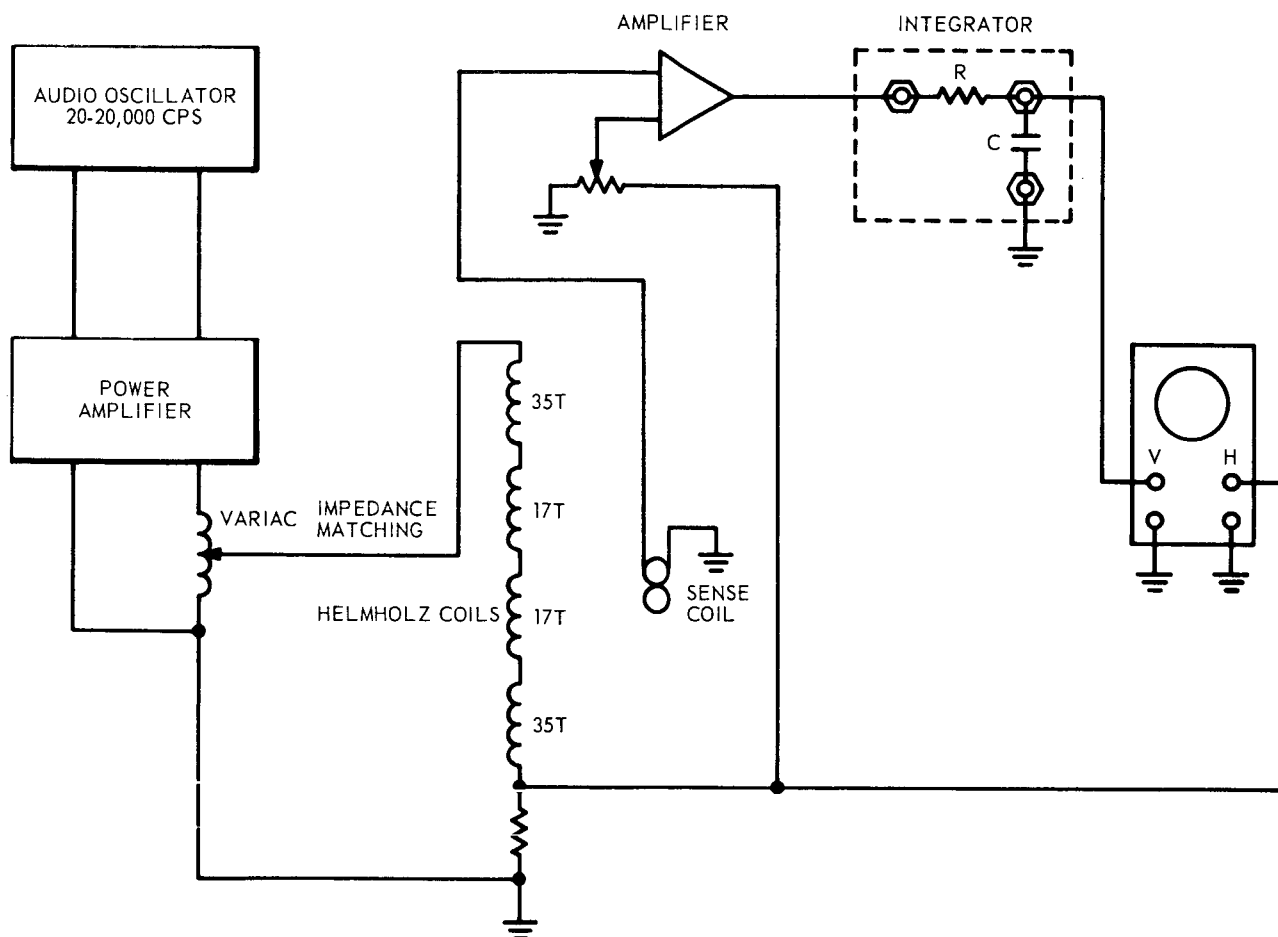 AMPLIFIER
INTEGRATOR
AUDIO OSCILLATOR
20-20,000 CPS
R
C
POWER
AMPLIFIER
35T
V H
VARIAC IMPEDANCE
MATCHING
17T
HELMHOLZ COILS 17T
SENSE
COIL
35T